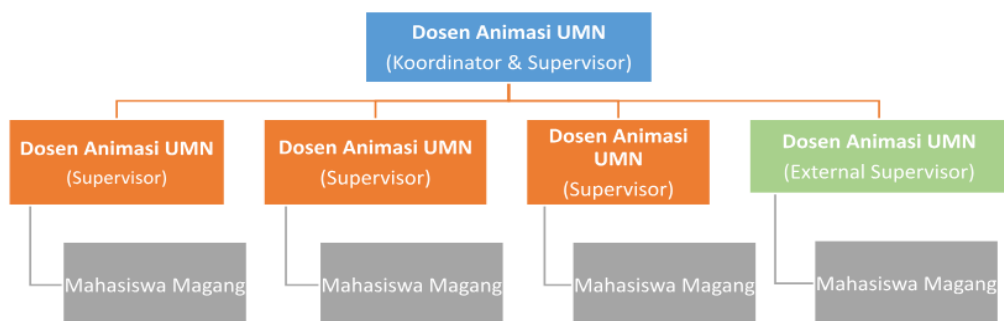 Dosen Animasi UMN
(Koordinator & Supervisor)
Dosen Animasi UMN
(Supervisor)
Dosen Animasi UMN
(Supervisor)
Dosen Animasi
UMN
(Supervisor)
Dosen Animasi UMN
(External Supervisor)
Mahasiswa Magang
Mahasiswa Magang
Mahasiswa Magang
Mahasiswa Magang